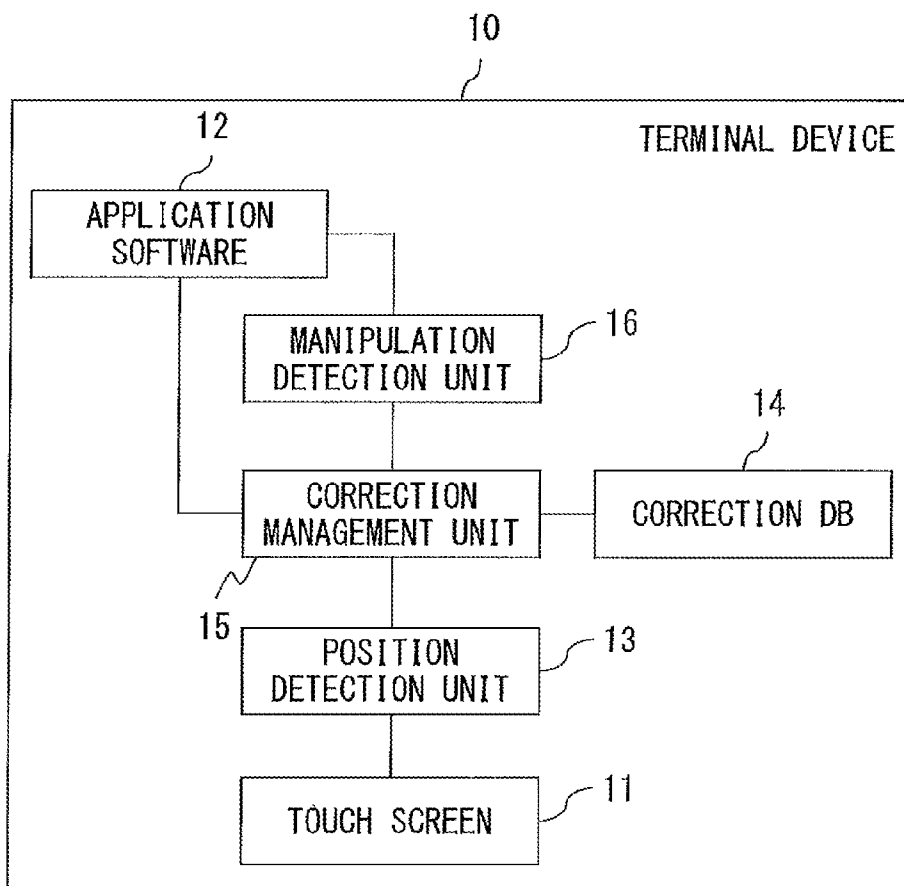 10
TERMINAL DEVICE
12
APPLICATION
SOFTWARE
MANIPULATION
DETECTION UNIT
16
14
CORRECTION
MANAGEMENT UNIT
CORRECTION DB
15
POSITION
DETECTION UNIT
13
TOUCH SCREEN
11